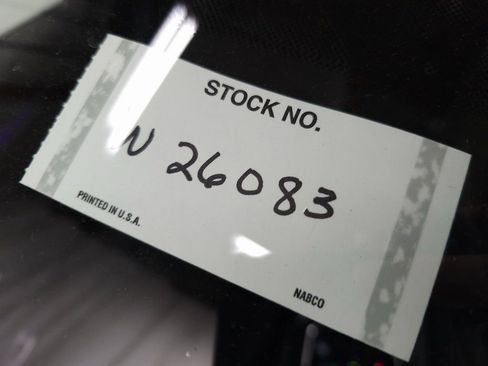 STOCK NO.
N 26083
PRINTED IN U.S.A.
NABCO